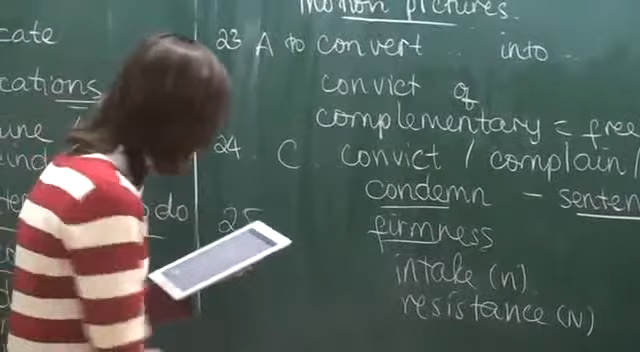 motion pictures.
cate
23 A to convert .. into ..
cations
convict of
complementary = free
24. C. convict / complain /
condemn - senten
do
25
firmness
intake (n)
resistance (N)